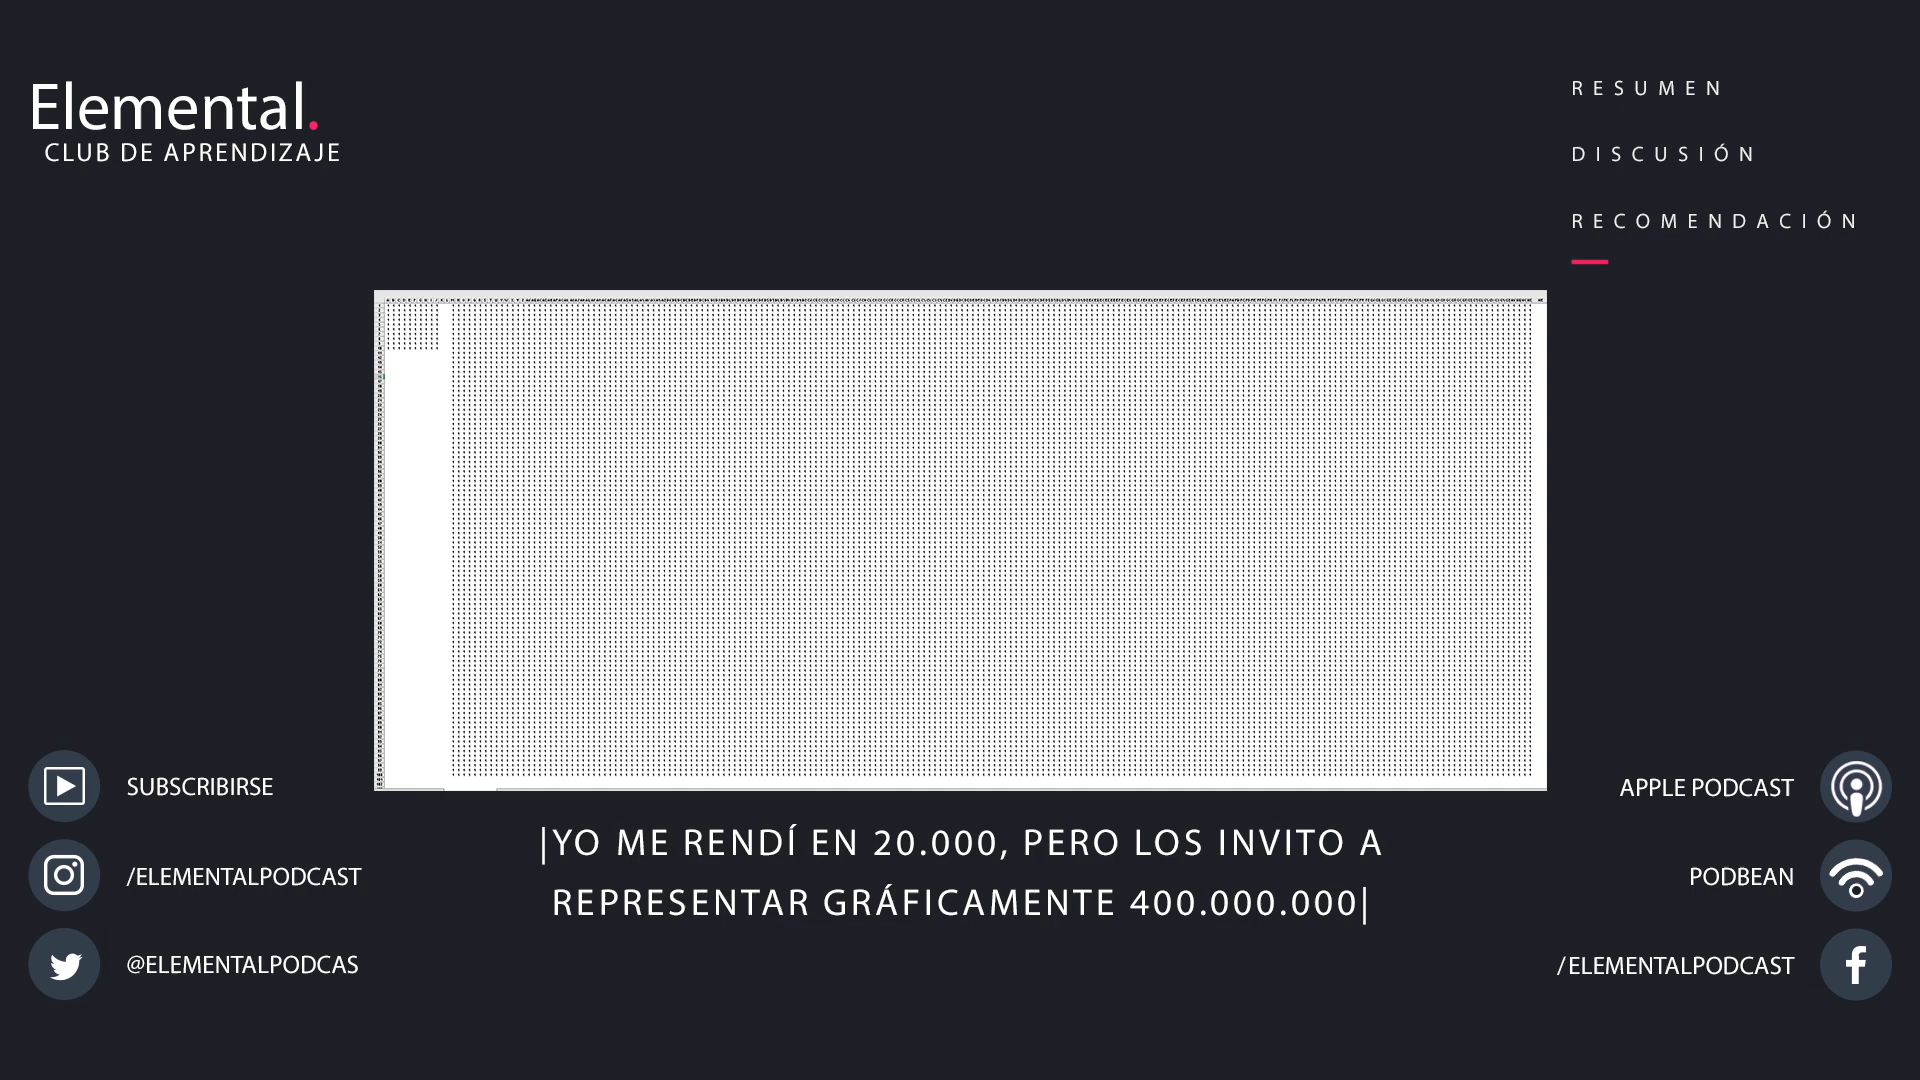 Elemental.
CLUB DE APRENDIZAJE
RESUMEN
DISCUSIÓN
RECOMENDACIÓN
|YO ME RENDÍ EN 20.000, PERO LOS INVITO A
REPRESENTAR GRÁFICAMENTE 400.000.000|
SUBSCRIBIRSE
/ELEMENTALPODCAST
@ELEMENTALPODCAS
APPLE PODCAST
PODBEAN
/ELEMENTALPODCAST